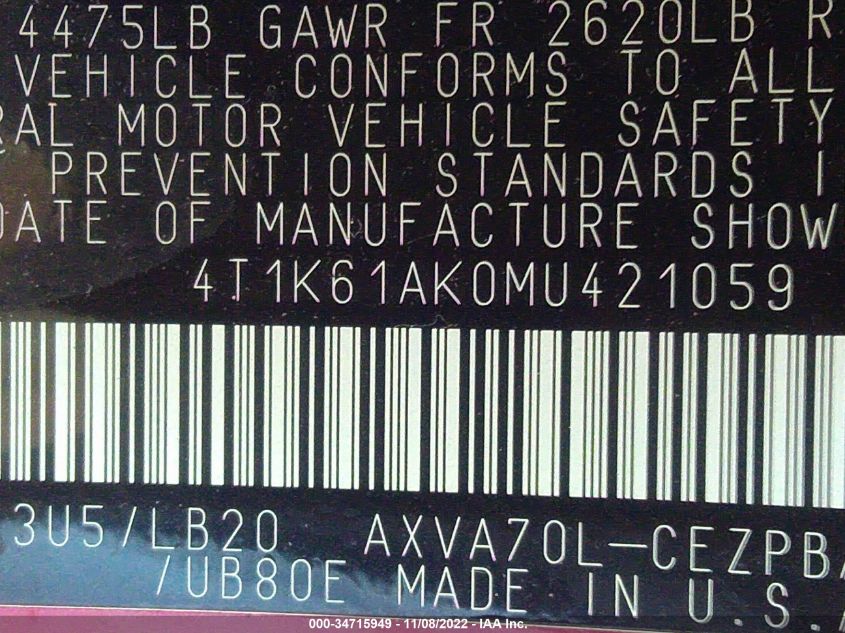 4475LB GAWR FR 2620LB R
VEHICLE CONFORMS TO ALL
RAL MOTOR VEHICLE SAFETY
PREVENTION STANDARDS I
DATE OF MANUFACTURE SHOW
4T1K61AK0MU421059
3U5/LB20 AXVA70L-CEZPBA
/UB80E MADE IN U.S.A
000-34715949 - 11/08/2022 - IAA Inc.